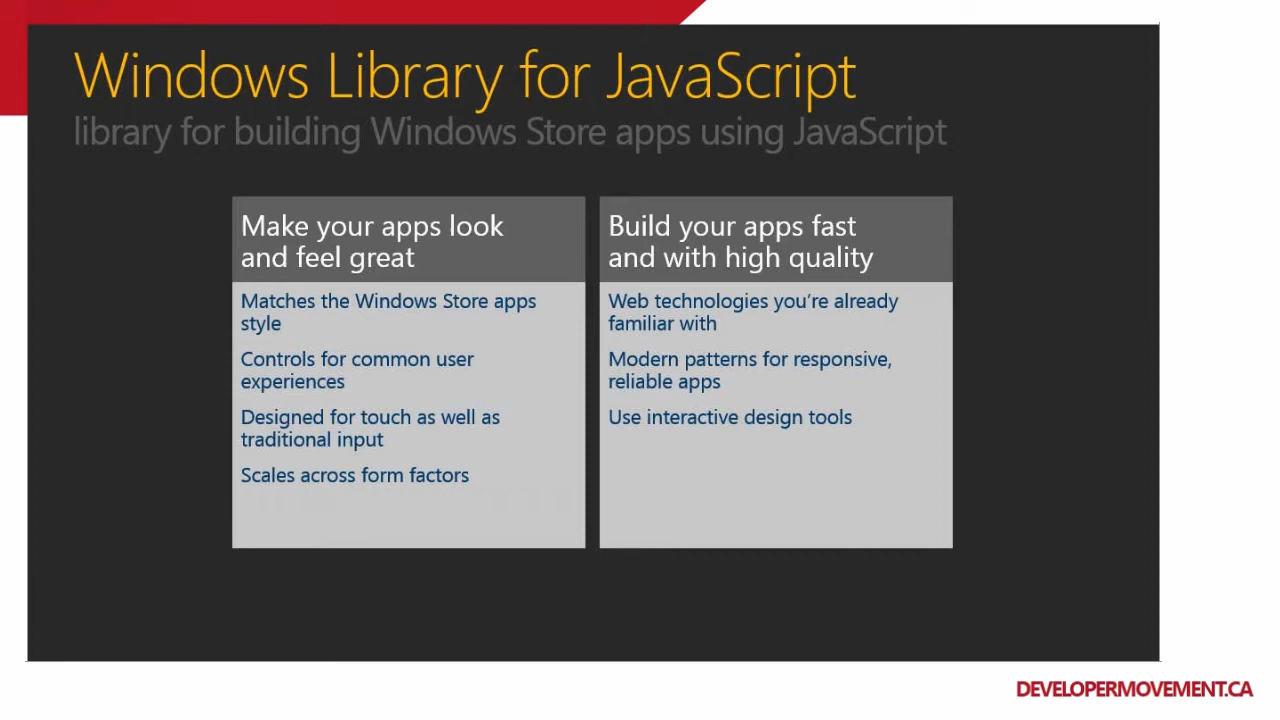 Windows Library for JavaScript
library for building Windows Store apps using JavaScript
Make your apps look
and feel great
Matches the Windows Store apps
style
Controls for common user
experiences
Designed for touch as well as
traditional input
Scales across form factors
Build your apps fast
and with high quality
Web technologies you’re already
familiar with
Modern patterns for responsive,
reliable apps
Use interactive design tools
DEVELOPERMOVEMENT.CA